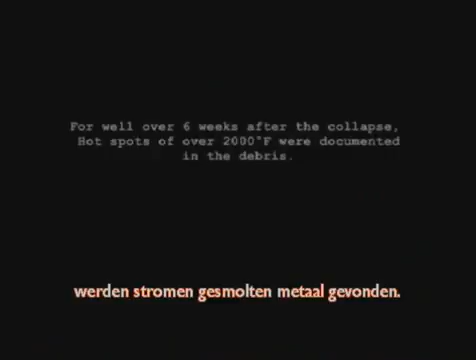 For well over 6 weeks after the collapse,
Hot spots of over 2000°F were documented
in the debris.
werden stromen gesmolten metaal gevonden.